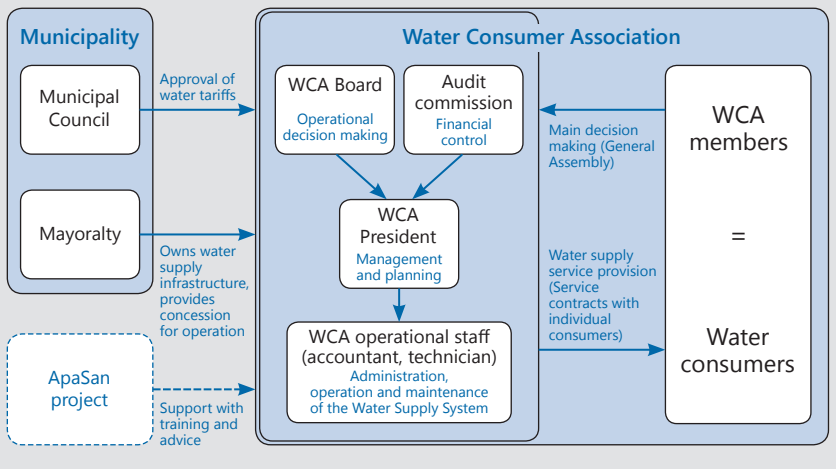 Municipality
Municipal
Council
Mayoralty
ApaSan
project
Approval of
water tariffs
Owns water
supply
infrastructure,
provides
concession
for operation
Support with
training and
advice
Water Consumer Association
WCA Board
Operational
decision making
Audit
commission
Financial
control
WCA
President
Management
and planning
WCA operational staff
(accountant, technician)
Administration,
operation and maintenance
of the Water Supply System
Main decision
making (General
Assembly)
Water supply
service provision
(Service
contracts with
individual
consumers)
WCA
members
=
Water
consumers